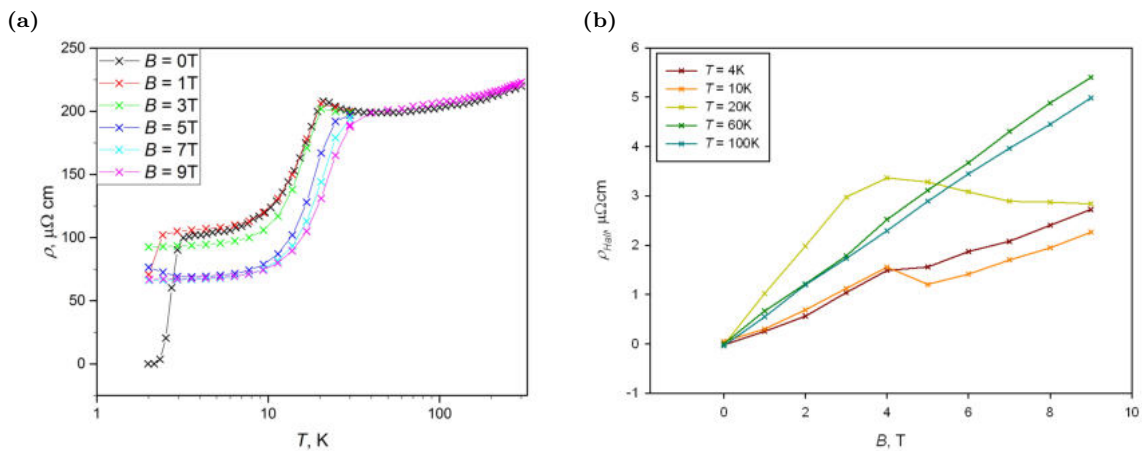 (a)
250
200
150
100
50
0
ρ, μΩ cm
B = 0T
B = 1T
B = 3T
B = 5T
B = 7T
B = 9T
1
10
100
T, K
(b)
6
5
4
3
2
1
0
-1
ρHall, μΩcm
T = 4K
T = 10K
T = 20K
T = 60K
T = 100K
0
2
4
6
8
10
B, T